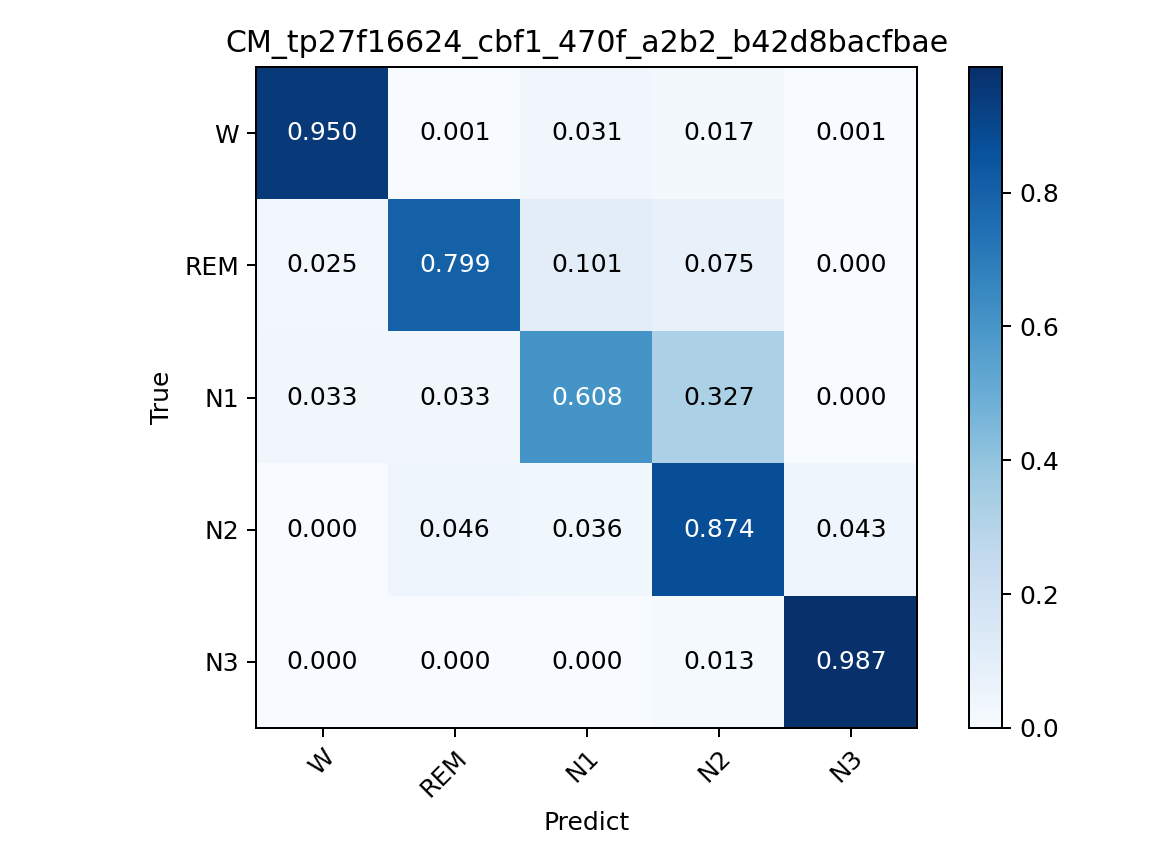 CM_tp27f16624_cbf1_470f_a2b2_b42d8bacfbae
W 0.950 0.001 0.031 0.017 0.001
REM 0.025 0.799 0.101 0.075 0.000
True
N1 0.033 0.033 0.608 0.327 0.000
N2 0.000 0.046 0.036 0.874 0.043
N3 0.000 0.000 0.000 0.013 0.987
W REM N1 N2 N3
Predict
0.8
0.6
0.4
0.2
0.0